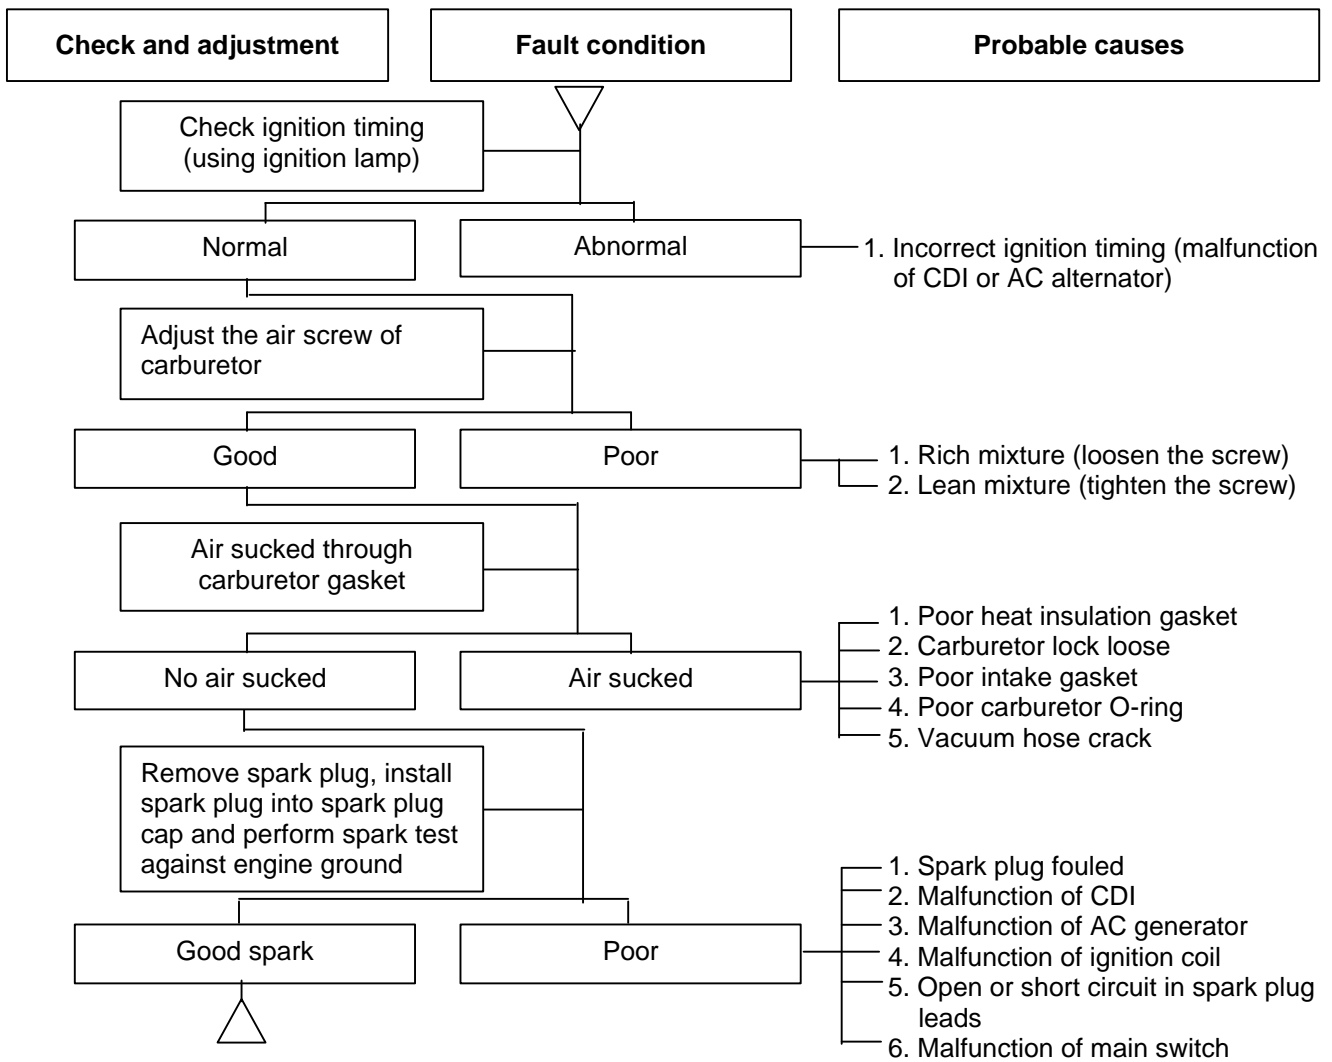 Check and adjustment
Fault condition
Probable causes
Check ignition timing
(using ignition lamp)
Normal
Abnormal
1. Incorrect ignition timing (malfunction
of CDI or AC alternator)
Adjust the air screw of
carburetor
Good
Poor
1. Rich mixture (loosen the screw)
2. Lean mixture (tighten the screw)
Air sucked through
carburetor gasket
No air sucked
Air sucked
1. Poor heat insulation gasket
2. Carburetor lock loose
3. Poor intake gasket
4. Poor carburetor O-ring
5. Vacuum hose crack
Remove spark plug, install
spark plug into spark plug
cap and perform spark test
against engine ground
Good spark
Poor
1. Spark plug fouled
2. Malfunction of CDI
3. Malfunction of AC generator
4. Malfunction of ignition coil
5. Open or short circuit in spark plug
leads
6. Malfunction of main switch